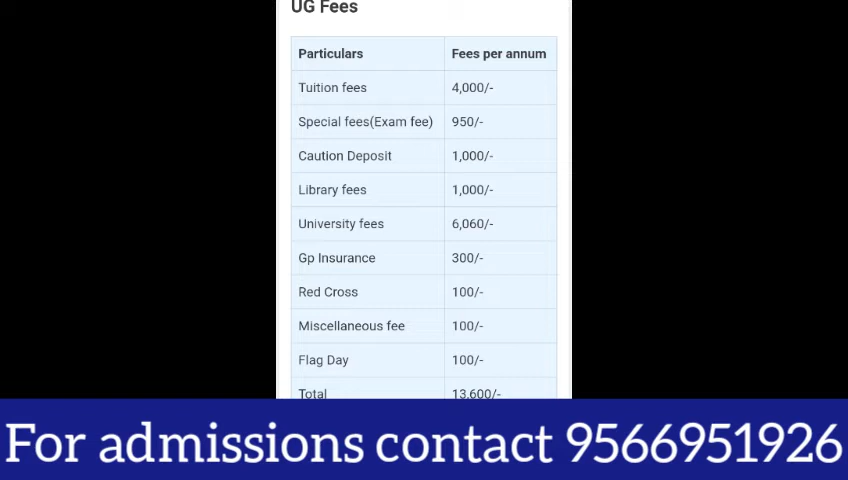 UG Fees
Particulars Fees per annum
Tuition fees 4,000/-
Special fees(Exam fee) 950/-
Caution Deposit 1,000/-
Library fees 1,000/-
University fees 6,060/-
Gp Insurance 300/-
Red Cross 100/-
Miscellaneous fee 100/-
Flag Day 100/-
Total 13,600/-
For admissions contact 9566951926